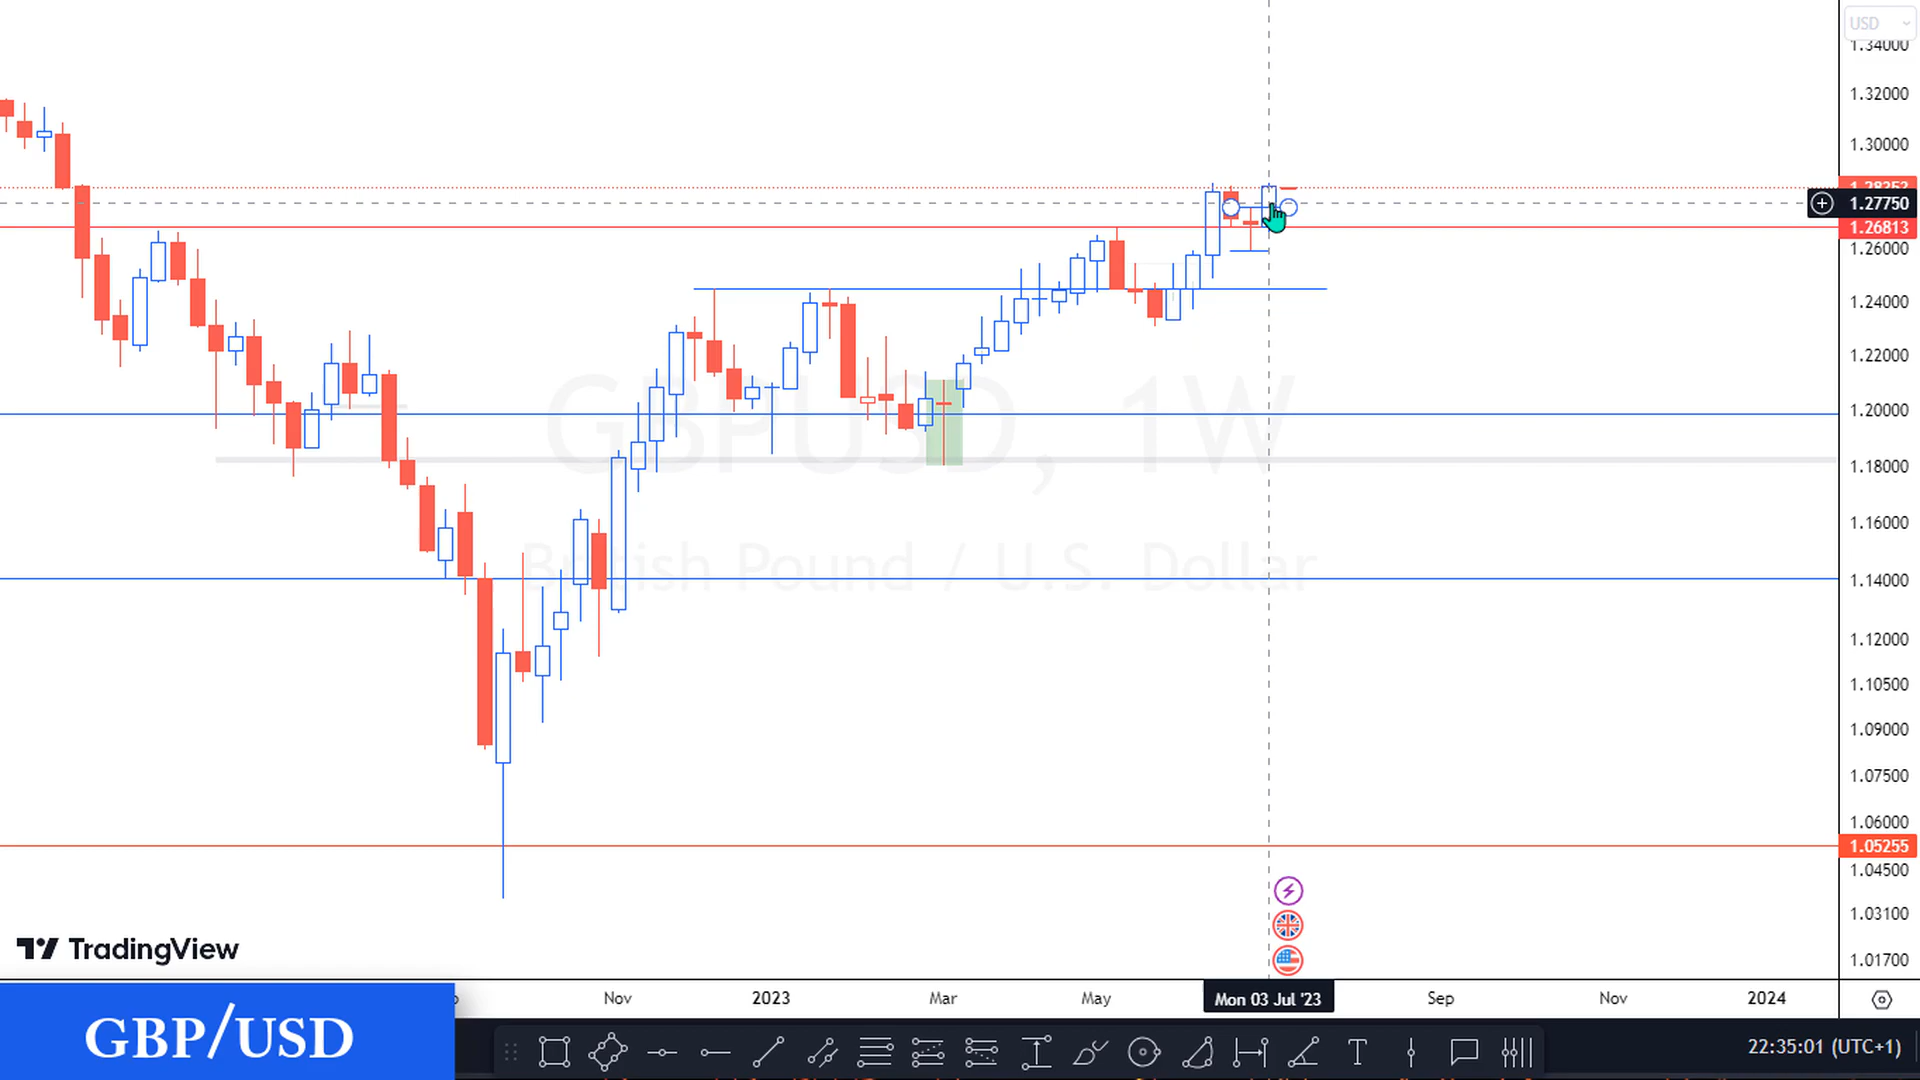 USD
1.34000
1.32000
1.30000
1.28252
1.27750
1.26813
1.26000
1.24000
1.22000
1.20000
1.18000
1.16000
1.14000
1.12000
1.10500
1.09000
1.07500
1.06000
1.05255
1.04500
1.03100
1.01700
GBPUSD, 1W
British Pound / U.S. Dollar
TradingView
Nov
2023
Mar
May
Mon 03 Jul '23
Sep
Nov
2024
GBP/USD
22:35:01 (UTC+1)